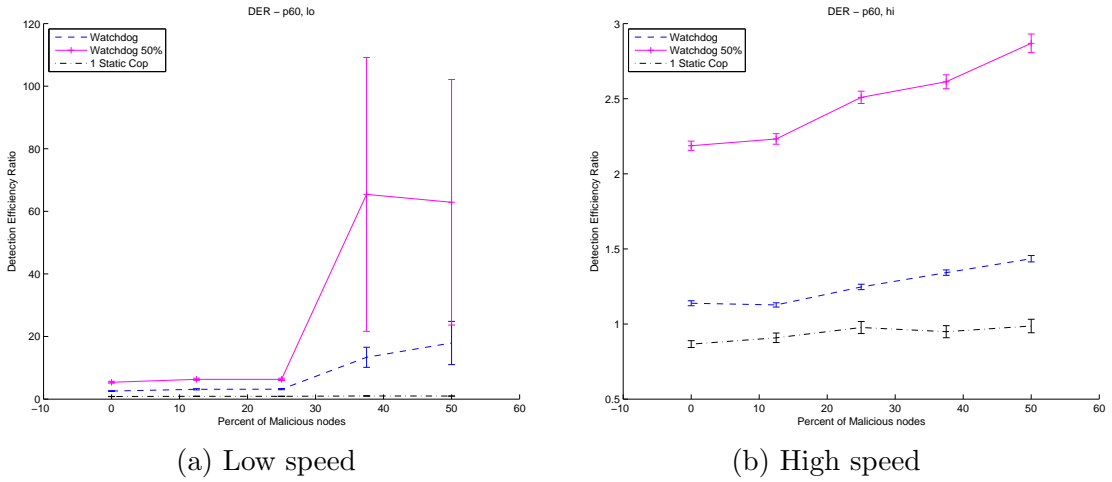 DER − p60, lo
120
100
80
60
40
20
0
−10
0
10
20
30
40
50
60
Detection Efficiency Ratio
Percent of Malicious nodes
Watchdog
Watchdog 50%
1 Static Cop
(a) Low speed
DER − p60, hi
3
2.5
2
1.5
1
0.5
−10
0
10
20
30
40
50
60
Detection Efficiency Ratio
Percent of Malicious nodes
Watchdog
Watchdog 50%
1 Static Cop
(b) High speed